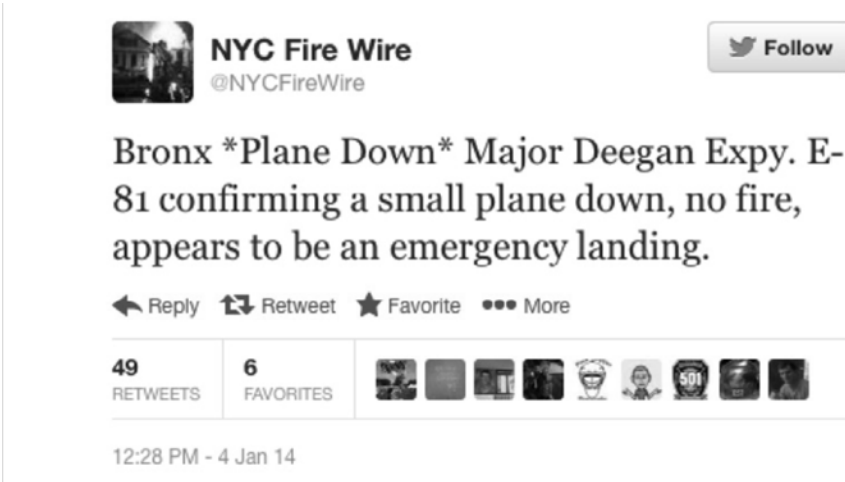 NYC Fire Wire
Follow
@NYCFireWire
Bronx *Plane Down* Major Deegan Expy. E-
81 confirming a small plane down, no fire,
appears to be an emergency landing.
Reply Retweet Favorite More
49 6
RETWEETS FAVORITES
501
12:28 PM - 4 Jan 14